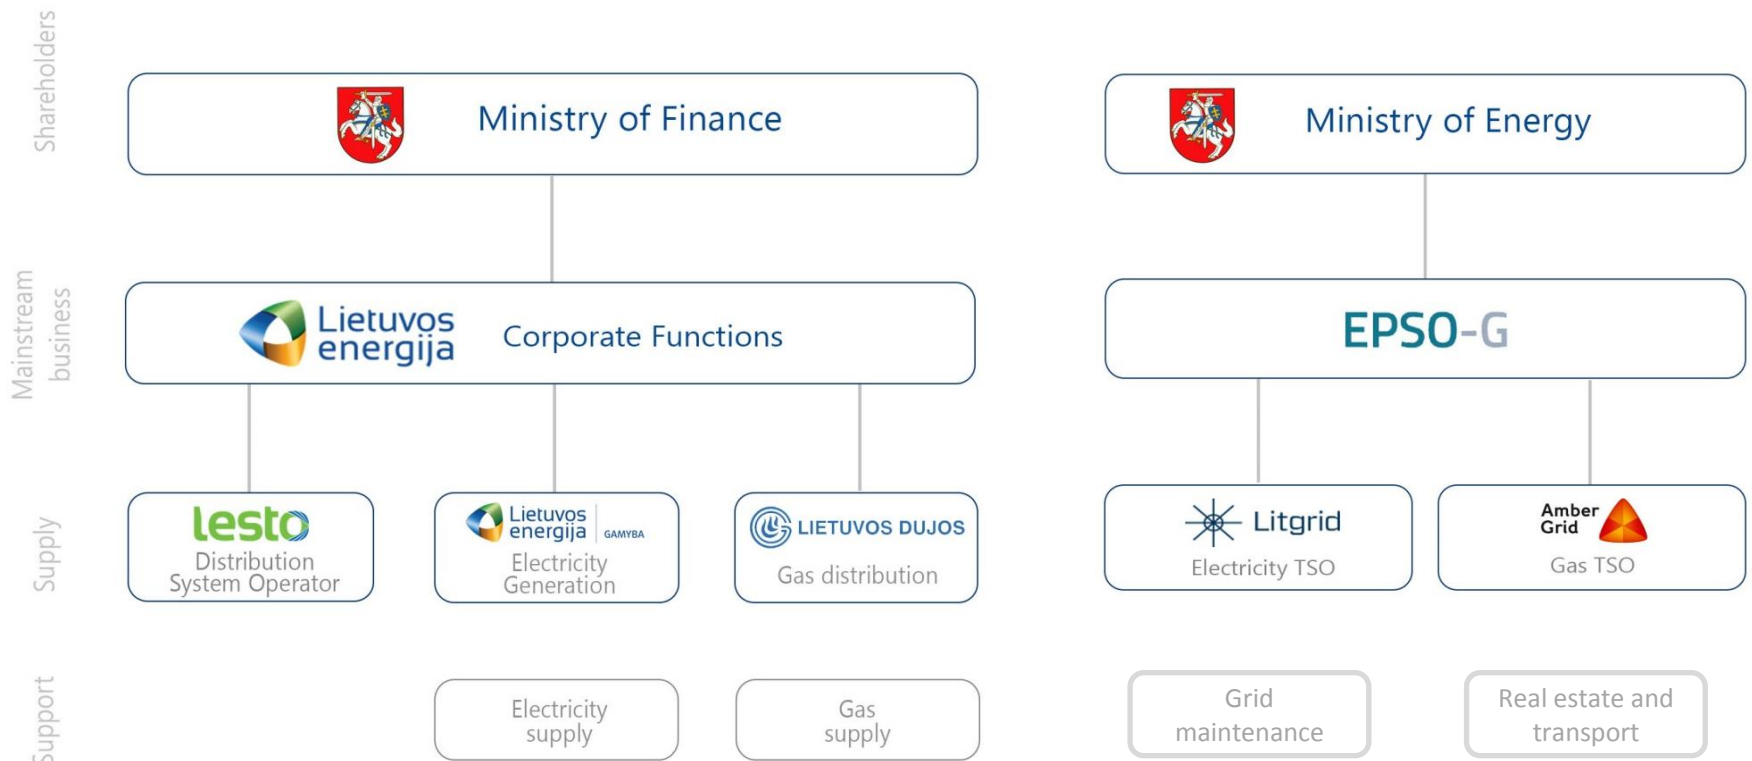 Shareholders
Ministry of Finance
Ministry of Energy
Mainstream
business
Lietuvos
energija
Corporate Functions
EPSO-G
Supply
lesto
Distribution
System Operator
Lietuvos
energija
GAMYBA
Electricity
Generation
LIETUVOS DUJOS
Gas distribution
Litgrid
Electricity TSO
Amber
Grid
Gas TSO
Support
Electricity
supply
Gas
supply
Grid
maintenance
Real estate and
transport